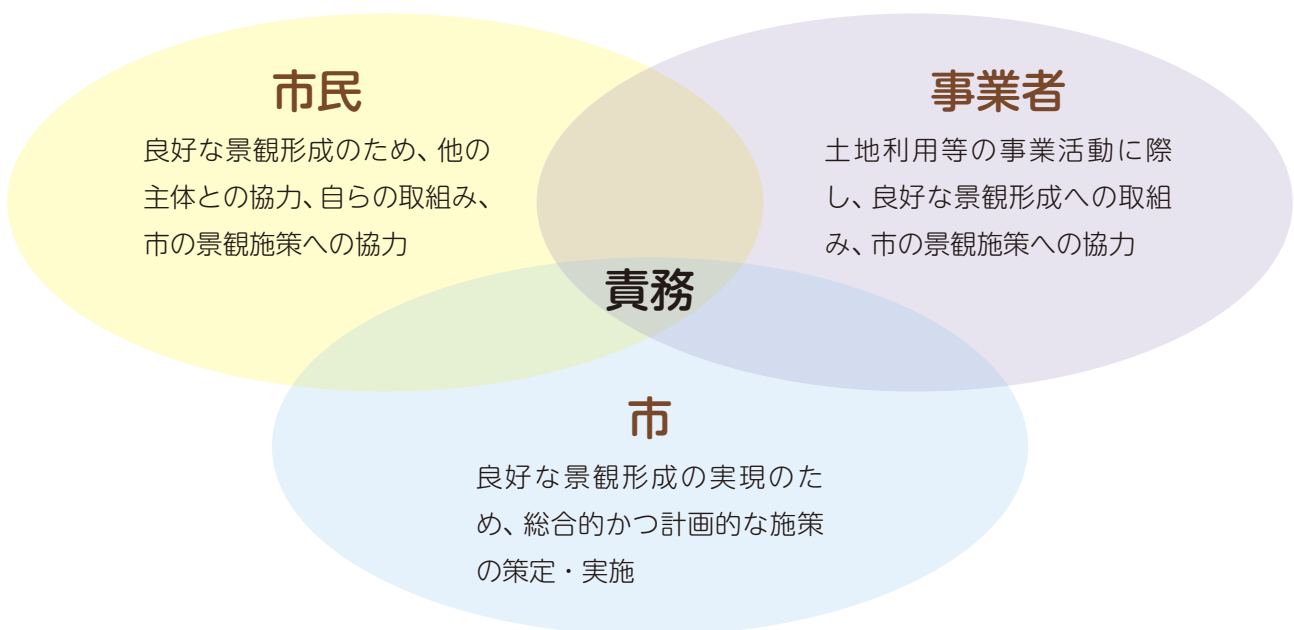 市民
良好な景観形成のため、他の
主体との協力、自らの取組み、
市の景観施策への協力
事業者
土地利用等の事業活動に際
し、良好な景観形成への取組
み、市の景観施策への協力
責務
市
良好な景観形成の実現のた
め、総合的かつ計画的な施策
の策定・実施